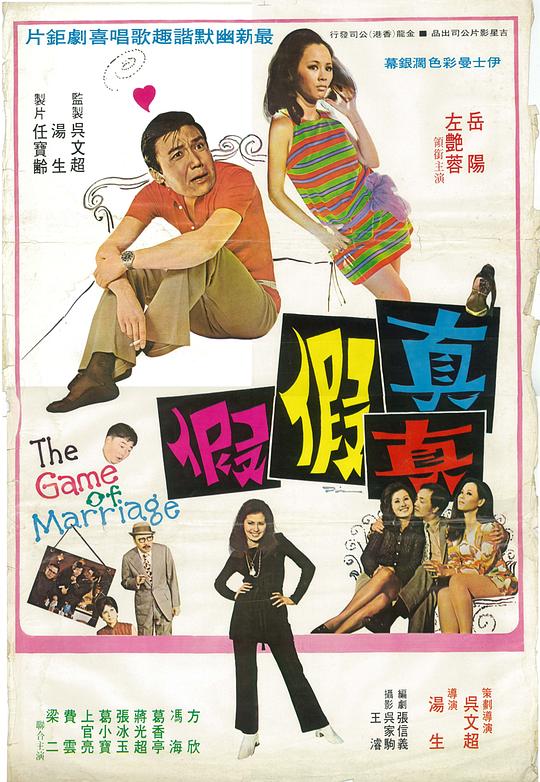 吉星影片公司出品 ■ 金龍(香港)公司發行
最新幽默諧趣歌唱喜劇鉅片
伊士曼彩色濶銀幕
岳陽
左艷蓉
領銜主演
監製 吳文超
湯生
製片 任寶齡
真真假假
The
Game
of
Marriage
策劃導演 吳文超
導演 湯生
編劇 張信義
攝影 吳家駒
王濬
方欣
馮海
葛香亭
蔣光超
張冰玉
葛小寶
上官亮
費雲
梁二
聯合主演